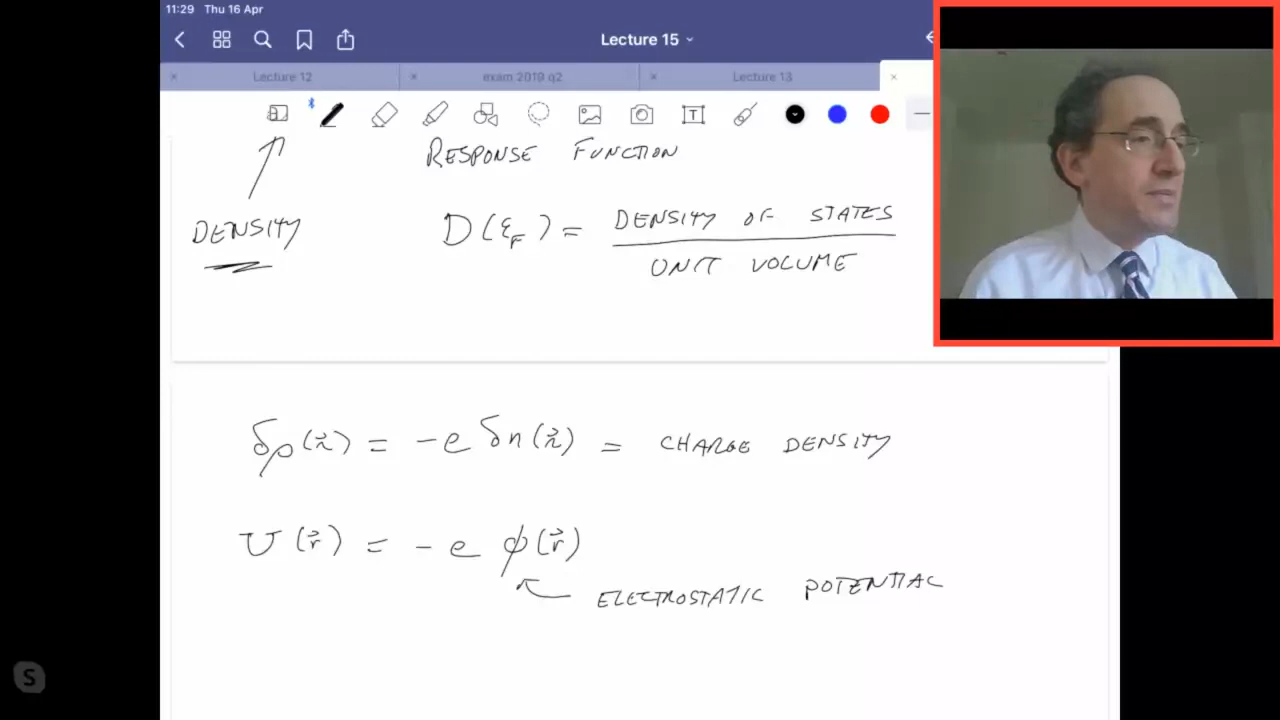 11:29 Thu 16 Apr
Lecture 15
Lecture 12
exam 2019 q2
Lecture 13
T
RESPONSE FUNCTION
DENSITY
D(ε_F) = DENSITY OF STATES
UNIT VOLUME
δρ(r⃗) = -e δn(r⃗) = CHARGE DENSITY
U(r⃗) = -e φ(r⃗)
ELECTROSTATIC POTENTIAL
S